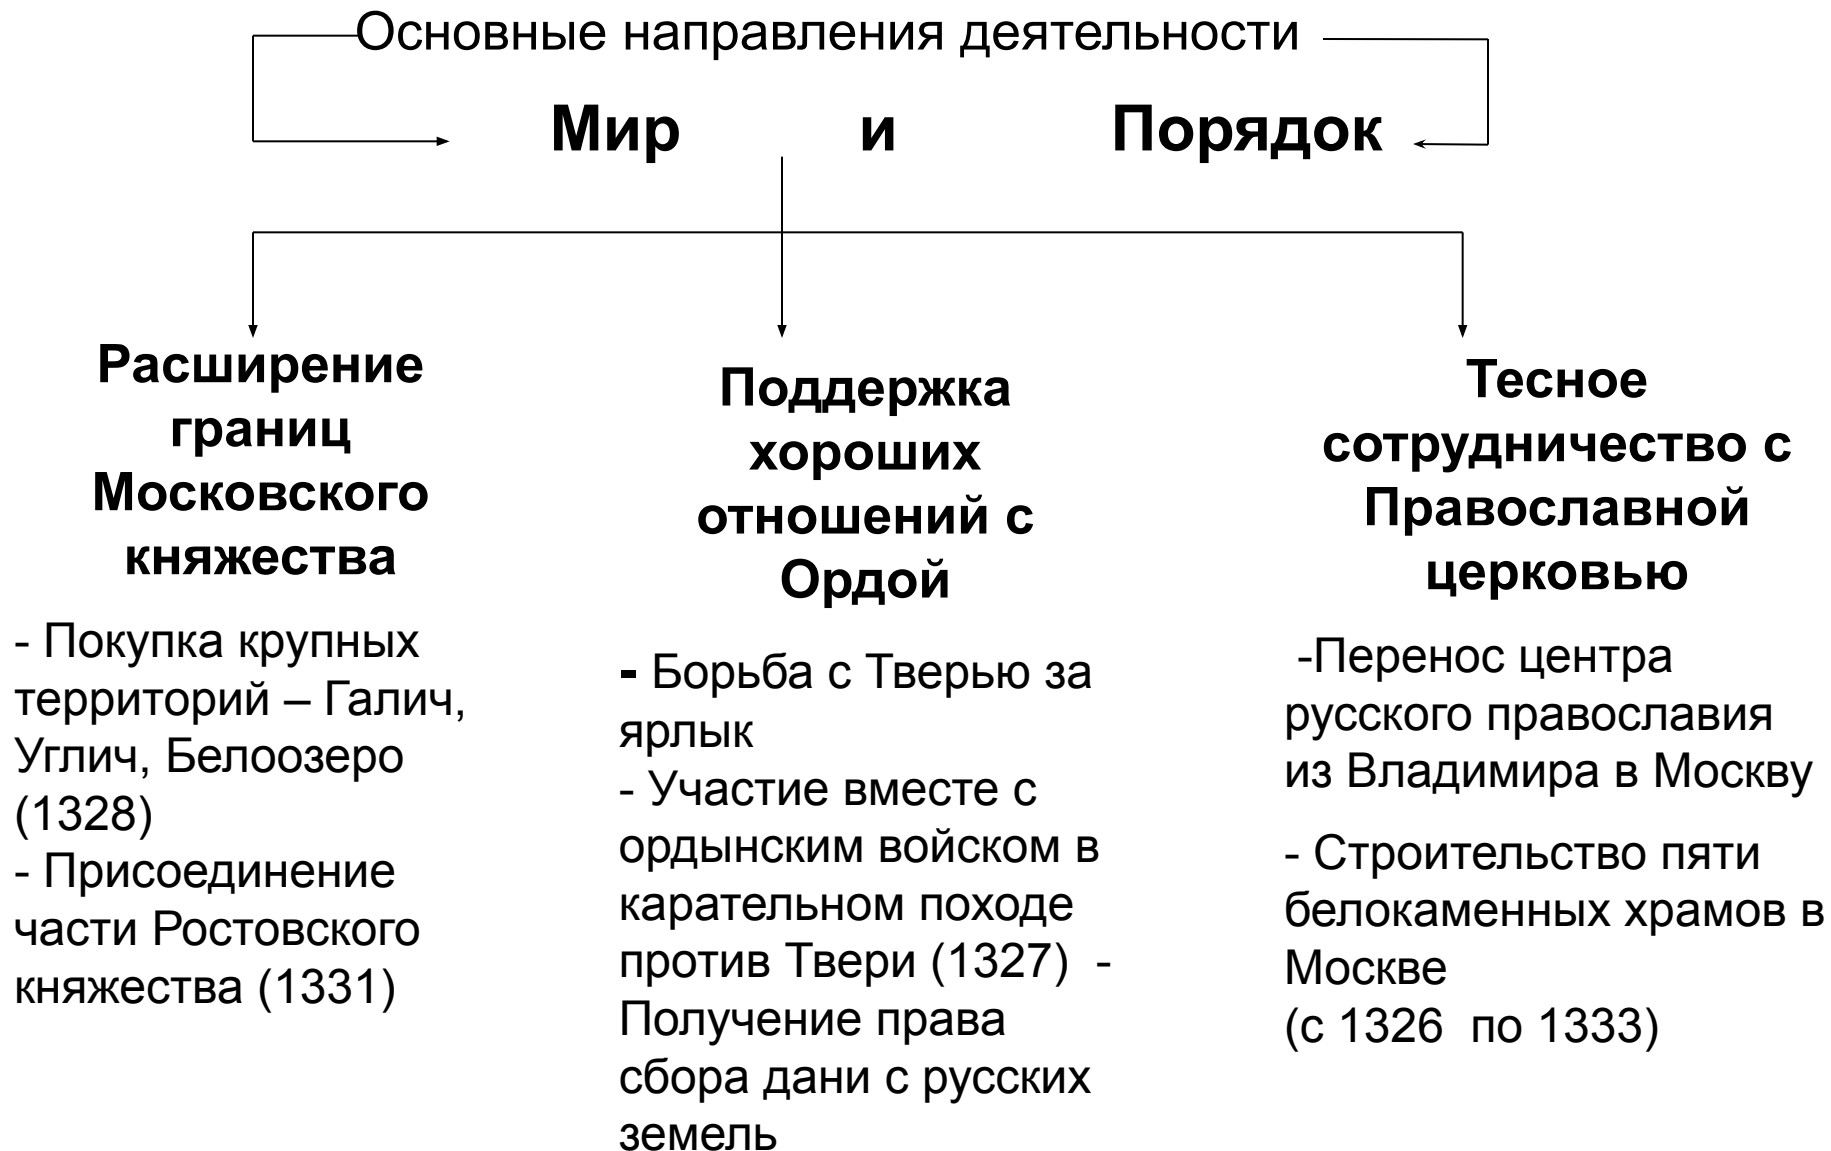 Основные направления деятельности
Мир и Порядок
Расширение
границ
Московского
княжества
- Покупка крупных
территорий – Галич,
Углич, Белоозеро
(1328)
- Присоединение
части Ростовского
княжества (1331)
Поддержка
хороших
отношений с
Ордой
- Борьба с Тверью за
ярлык
- Участие вместе с
ордынским войском в
карательном походе
против Твери (1327) -
Получение права
сбора дани с русских
земель
Тесное
сотрудничество с
Православной
церковью
-Перенос центра
русского православия
из Владимира в Москву
- Строительство пяти
белокаменных храмов в
Москве
(с 1326 по 1333)